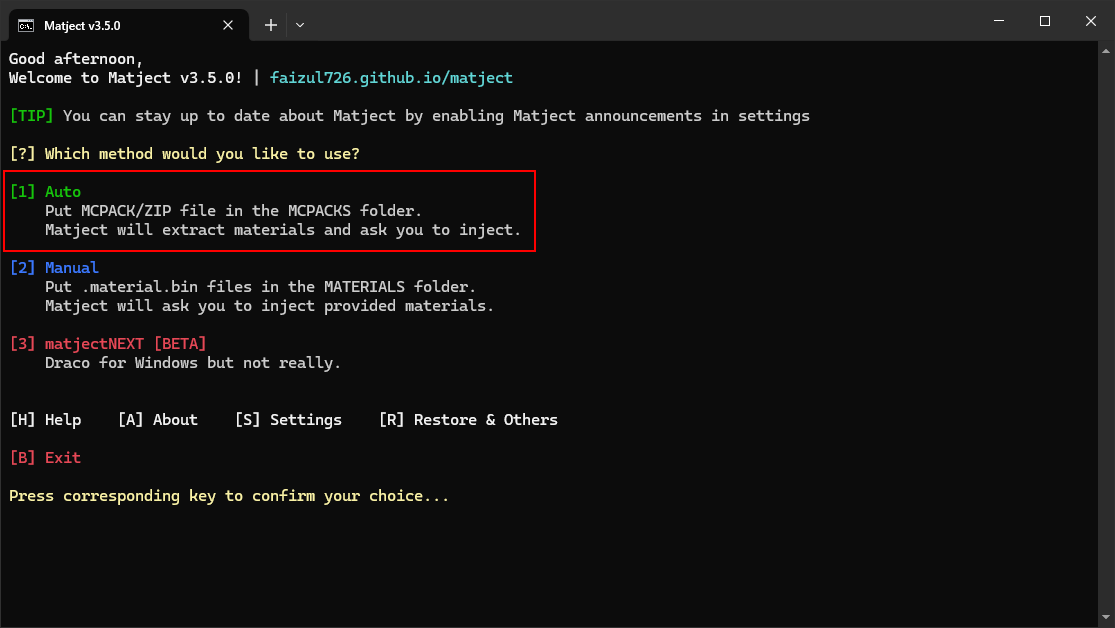 Matject v3.5.0
Good afternoon,
Welcome to Matject v3.5.0! | faizul726.github.io/matject
[TIP] You can stay up to date about Matject by enabling Matject announcements in settings
[?] Which method would you like to use?
[1] Auto
Put MCPACK/ZIP file in the MCPACKS folder.
Matject will extract materials and ask you to inject.
[2] Manual
Put .material.bin files in the MATERIALS folder.
Matject will ask you to inject provided materials.
[3] matjectNEXT [BETA]
Draco for Windows but not really.
[H] Help    [A] About    [S] Settings    [R] Restore & Others
[B] Exit
Press corresponding key to confirm your choice...